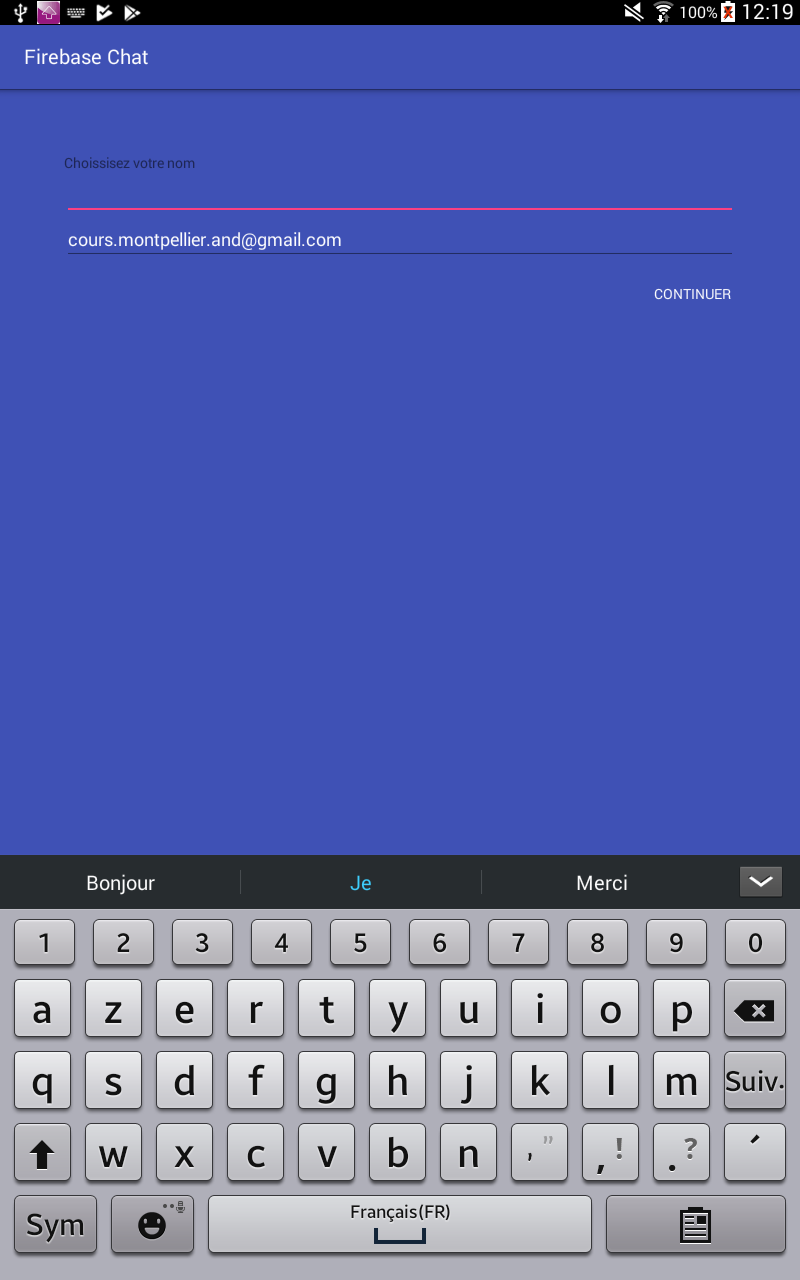 100% 12:19
Firebase Chat
Choissisez votre nom
cours.montpellier.and@gmail.com
CONTINUER
Bonjour Je Merci
1 2 3 4 5 6 7 8 9 0
a z e r t y u i o p
q s d f g h j k l m Suiv.
w x c v b n ' " , ! . ? ´
Sym Français(FR)